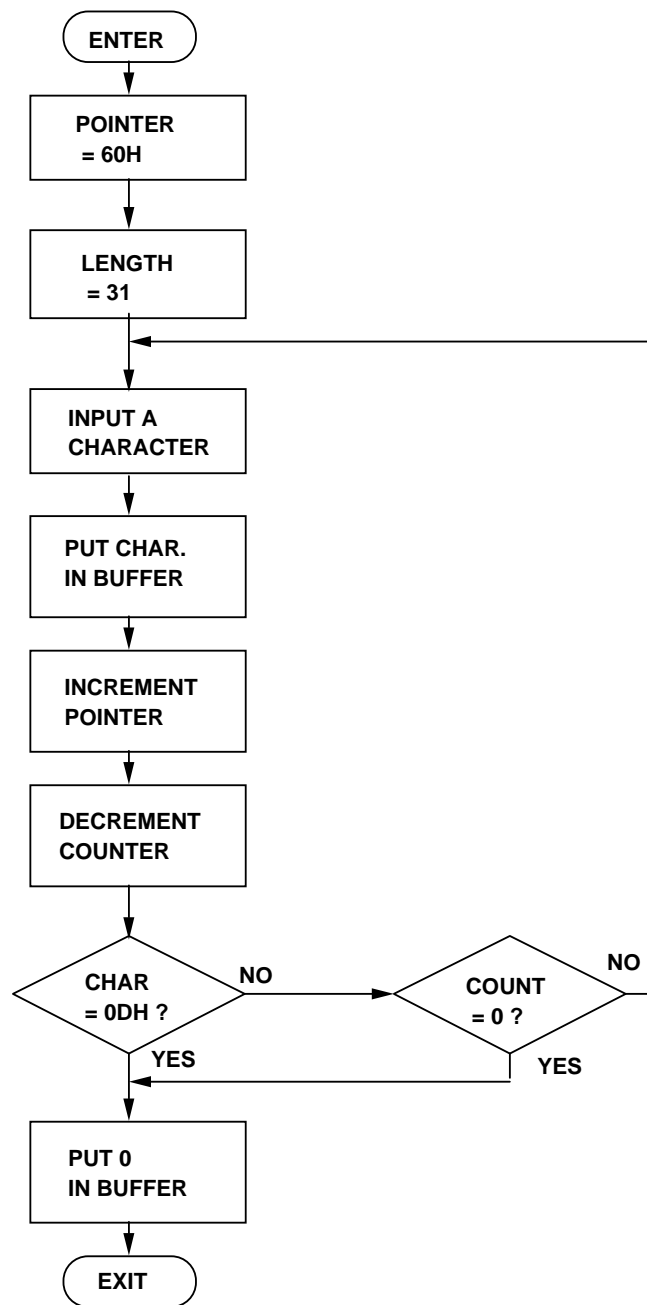 ENTER
POINTER
= 60H
LENGTH
= 31
INPUT A
CHARACTER
PUT CHAR.
IN BUFFER
INCREMENT
POINTER
DECREMENT
COUNTER
CHAR
= 0DH ?
NO
YES
COUNT
= 0 ?
NO
YES
PUT 0
IN BUFFER
EXIT